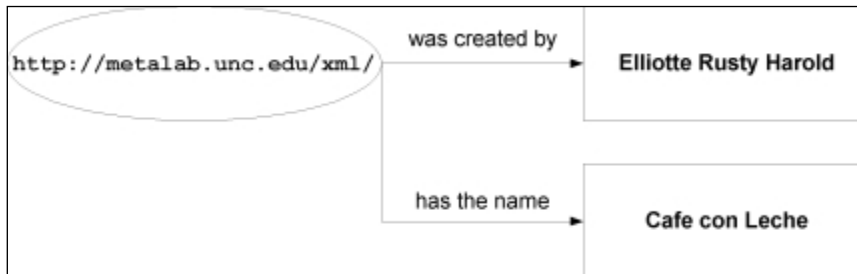 http://metalab.unc.edu/xml/
was created by
Elliotte Rusty Harold
has the name
Cafe con Leche